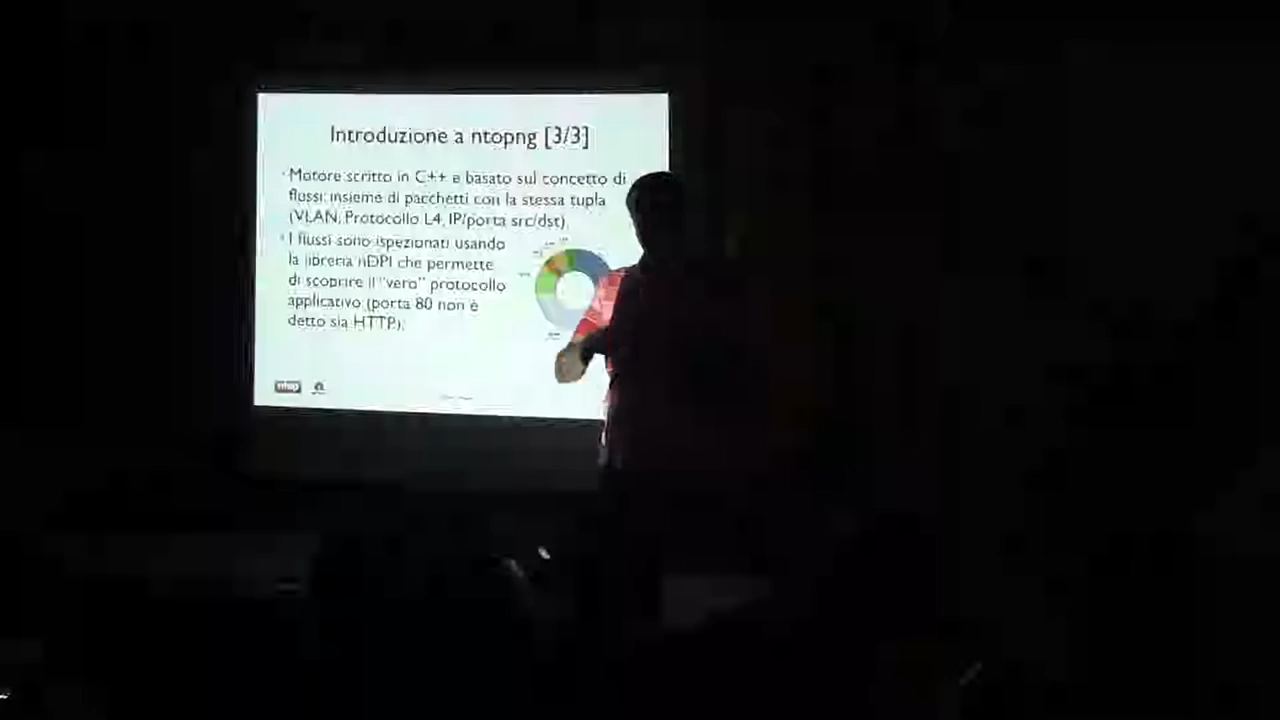 Introduzione a ntopng [3/3]
Motore scritto in C++ e basato sul concetto di
flussi: insieme di pacchetti con la stessa tupla
(VLAN, Protocollo L4, IP/porta src/dst).
I flussi sono ispezionati usando
la libreria nDPI che permette
di scoprire il "vero" protocollo
applicativo (porta 80 non è
detto sia HTTP).
ntop